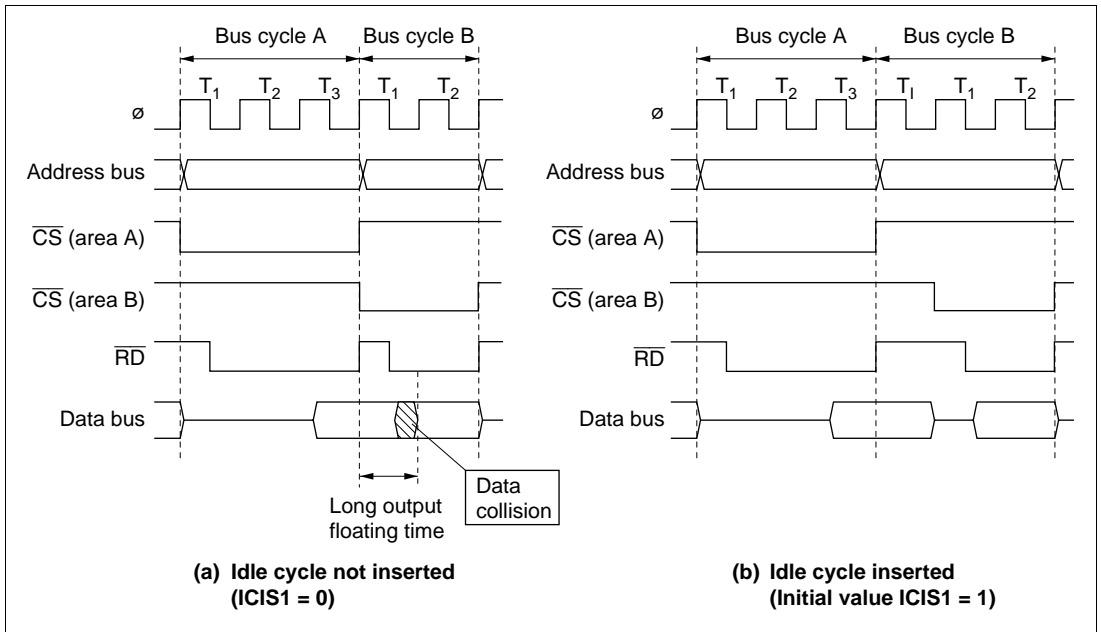 Bus cycle A Bus cycle B
T1 T2 T3 T1 T2
ø
Address bus
CS (area A)
CS (area B)
RD
Data bus
Long output
floating time
Data
collision
(a) Idle cycle not inserted
(ICIS1 = 0)
Bus cycle A Bus cycle B
T1 T2 T3 TI T1 T2
ø
Address bus
CS (area A)
CS (area B)
RD
Data bus
(b) Idle cycle inserted
(Initial value ICIS1 = 1)